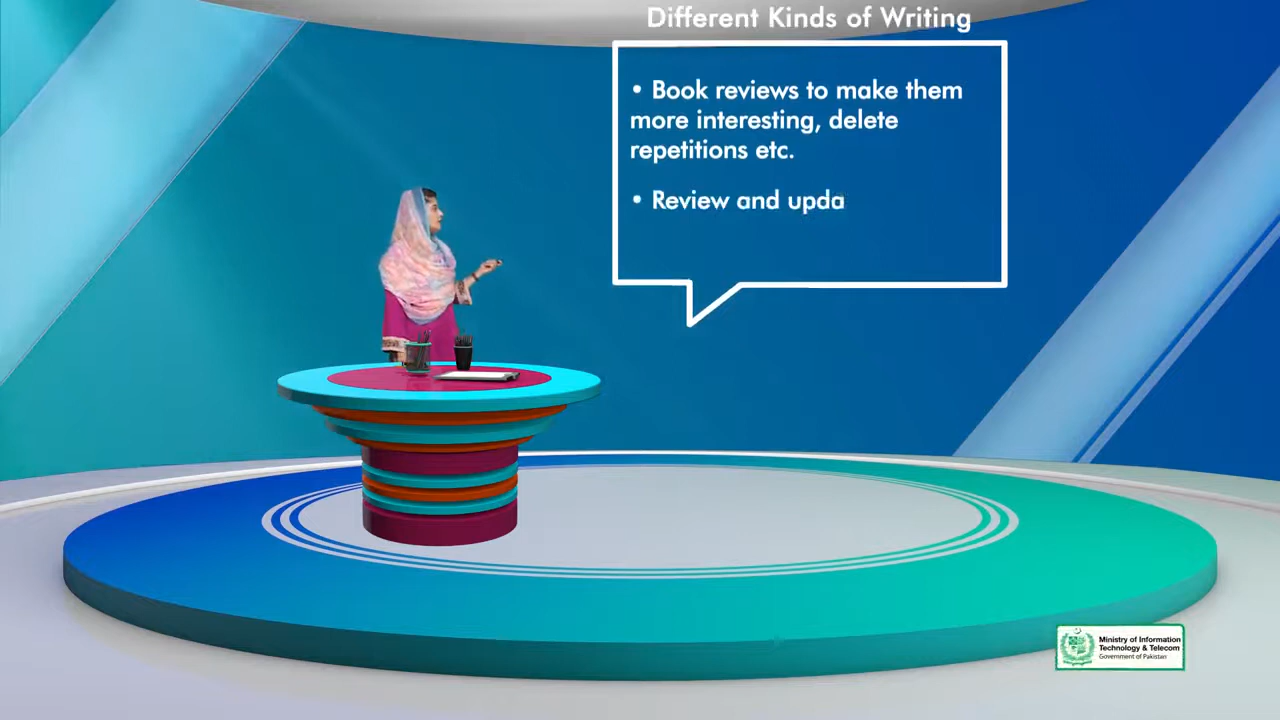 Different Kinds of Writing
• Book reviews to make them
more interesting, delete
repetitions etc.
• Review and upda
Ministry of Information
Technology & Telecom
Government of Pakistan